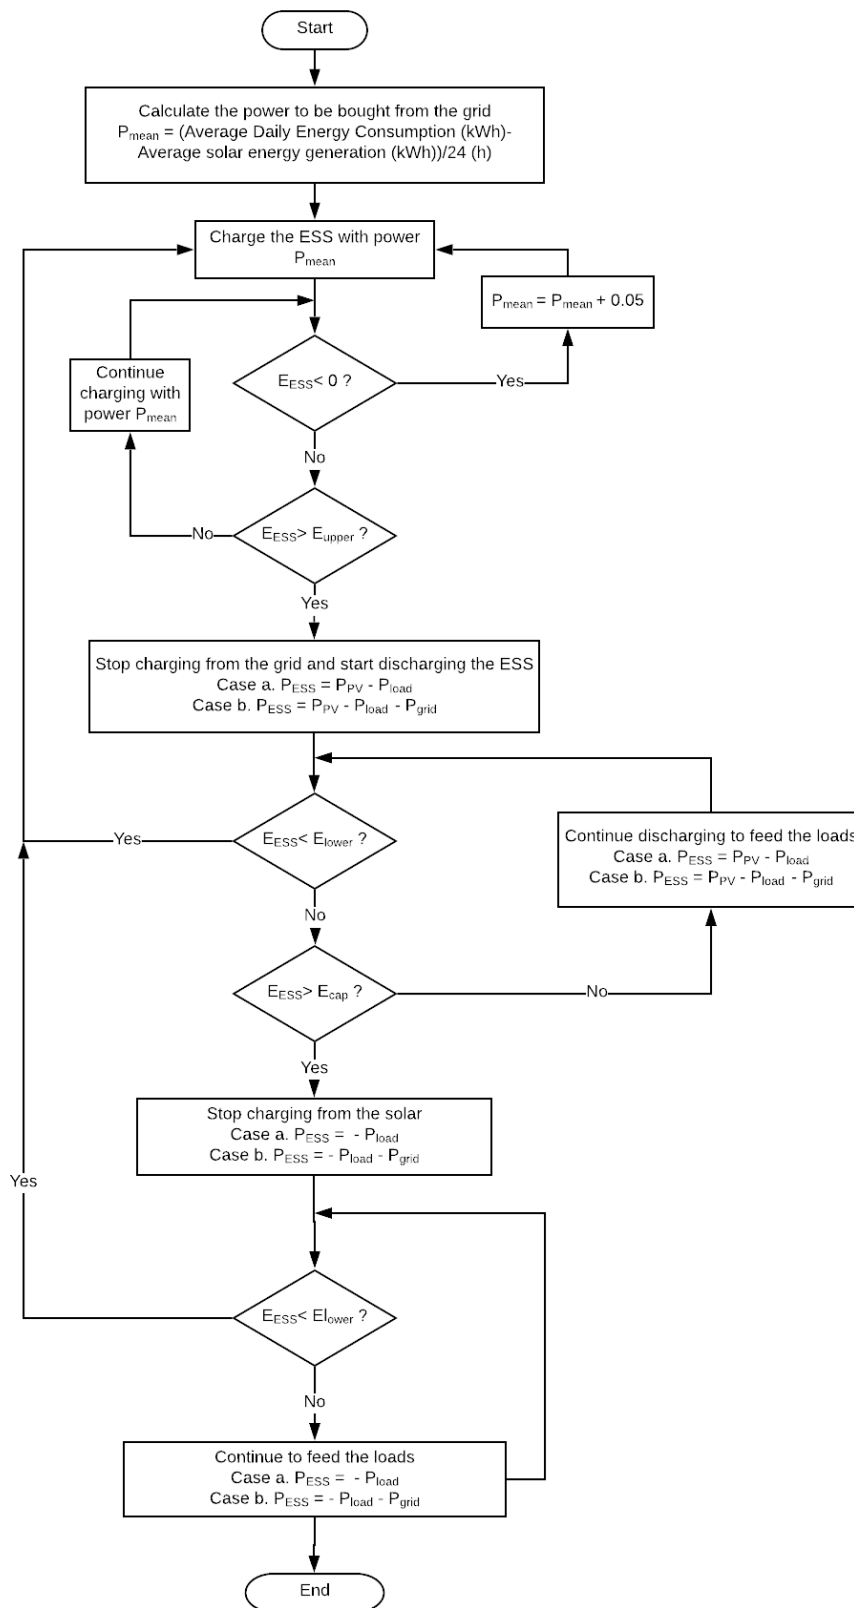 Start
Calculate the power to be bought from the grid
Pmean = (Average Daily Energy Consumption (kWh)-
Average solar energy generation (kWh))/24 (h)
Charge the ESS with power
Pmean
Pmean = Pmean + 0.05
Continue
charging with
power Pmean
EESS< 0 ?
Yes
No
EESS> Eupper ?
No
Yes
Stop charging from the grid and start discharging the ESS
Case a. PESS = PPV - Pload
Case b. PESS = PPV - Pload - Pgrid
EESS< Elower ?
Yes
Continue discharging to feed the loads
Case a. PESS = PPV - Pload
Case b. PESS = PPV - Pload - Pgrid
No
EESS> Ecap ?
No
Yes
Stop charging from the solar
Case a. PESS = - Pload
Case b. PESS = - Pload - Pgrid
Yes
EESS< Elower ?
No
Continue to feed the loads
Case a. PESS = - Pload
Case b. PESS = - Pload - Pgrid
End